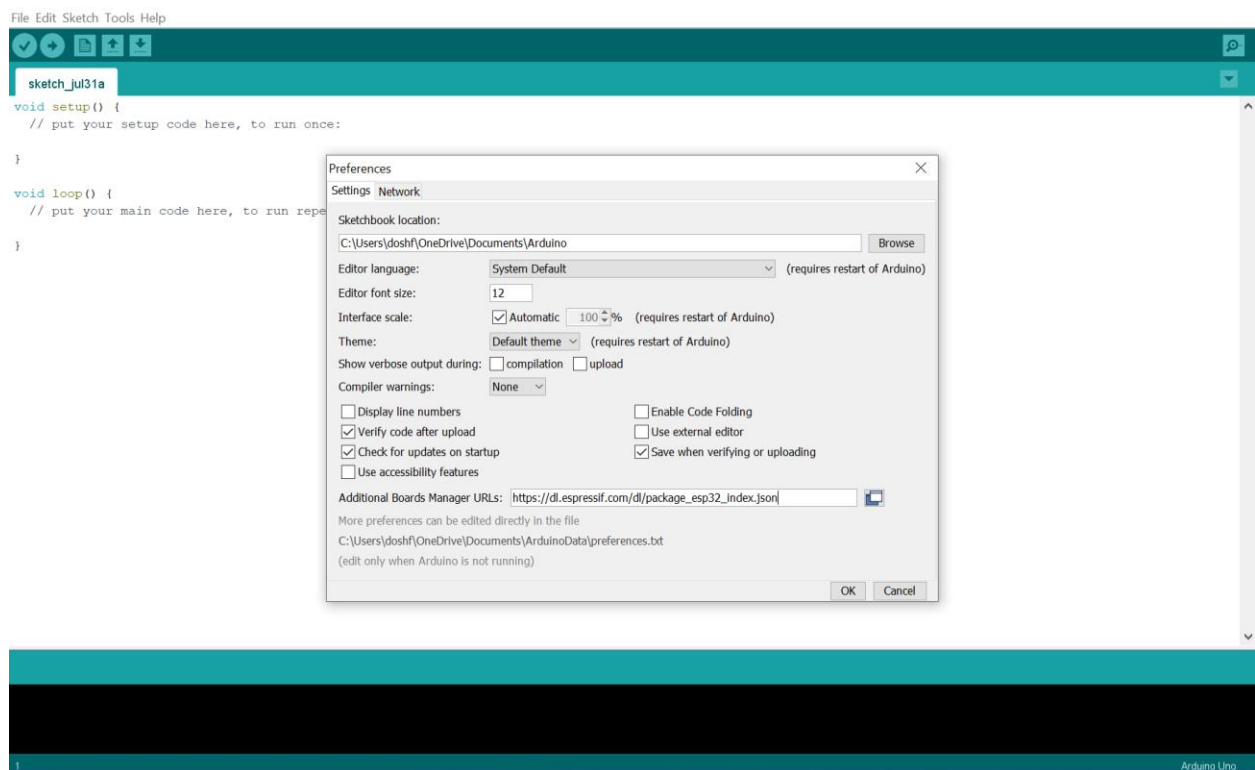 File Edit Sketch Tools Help
sketch_jul31a
void setup() {
// put your setup code here, to run once:
}
void loop() {
// put your main code here, to run repe
}
Preferences
Settings Network
Sketchbook location:
C:\Users\doshf\OneDrive\Documents\Arduino Browse
Editor language: System Default (requires restart of Arduino)
Editor font size: 12
Interface scale: Automatic 100 % (requires restart of Arduino)
Theme: Default theme (requires restart of Arduino)
Show verbose output during: compilation upload
Compiler warnings: None
Display line numbers Enable Code Folding
Verify code after upload Use external editor
Check for updates on startup Save when verifying or uploading
Use accessibility features
Additional Boards Manager URLs: https://dl.espressif.com/dl/package_esp32_index.json
More preferences can be edited directly in the file
C:\Users\doshf\OneDrive\Documents\ArduinoData\preferences.txt
(edit only when Arduino is not running)
OK Cancel
1 Arduino Uno